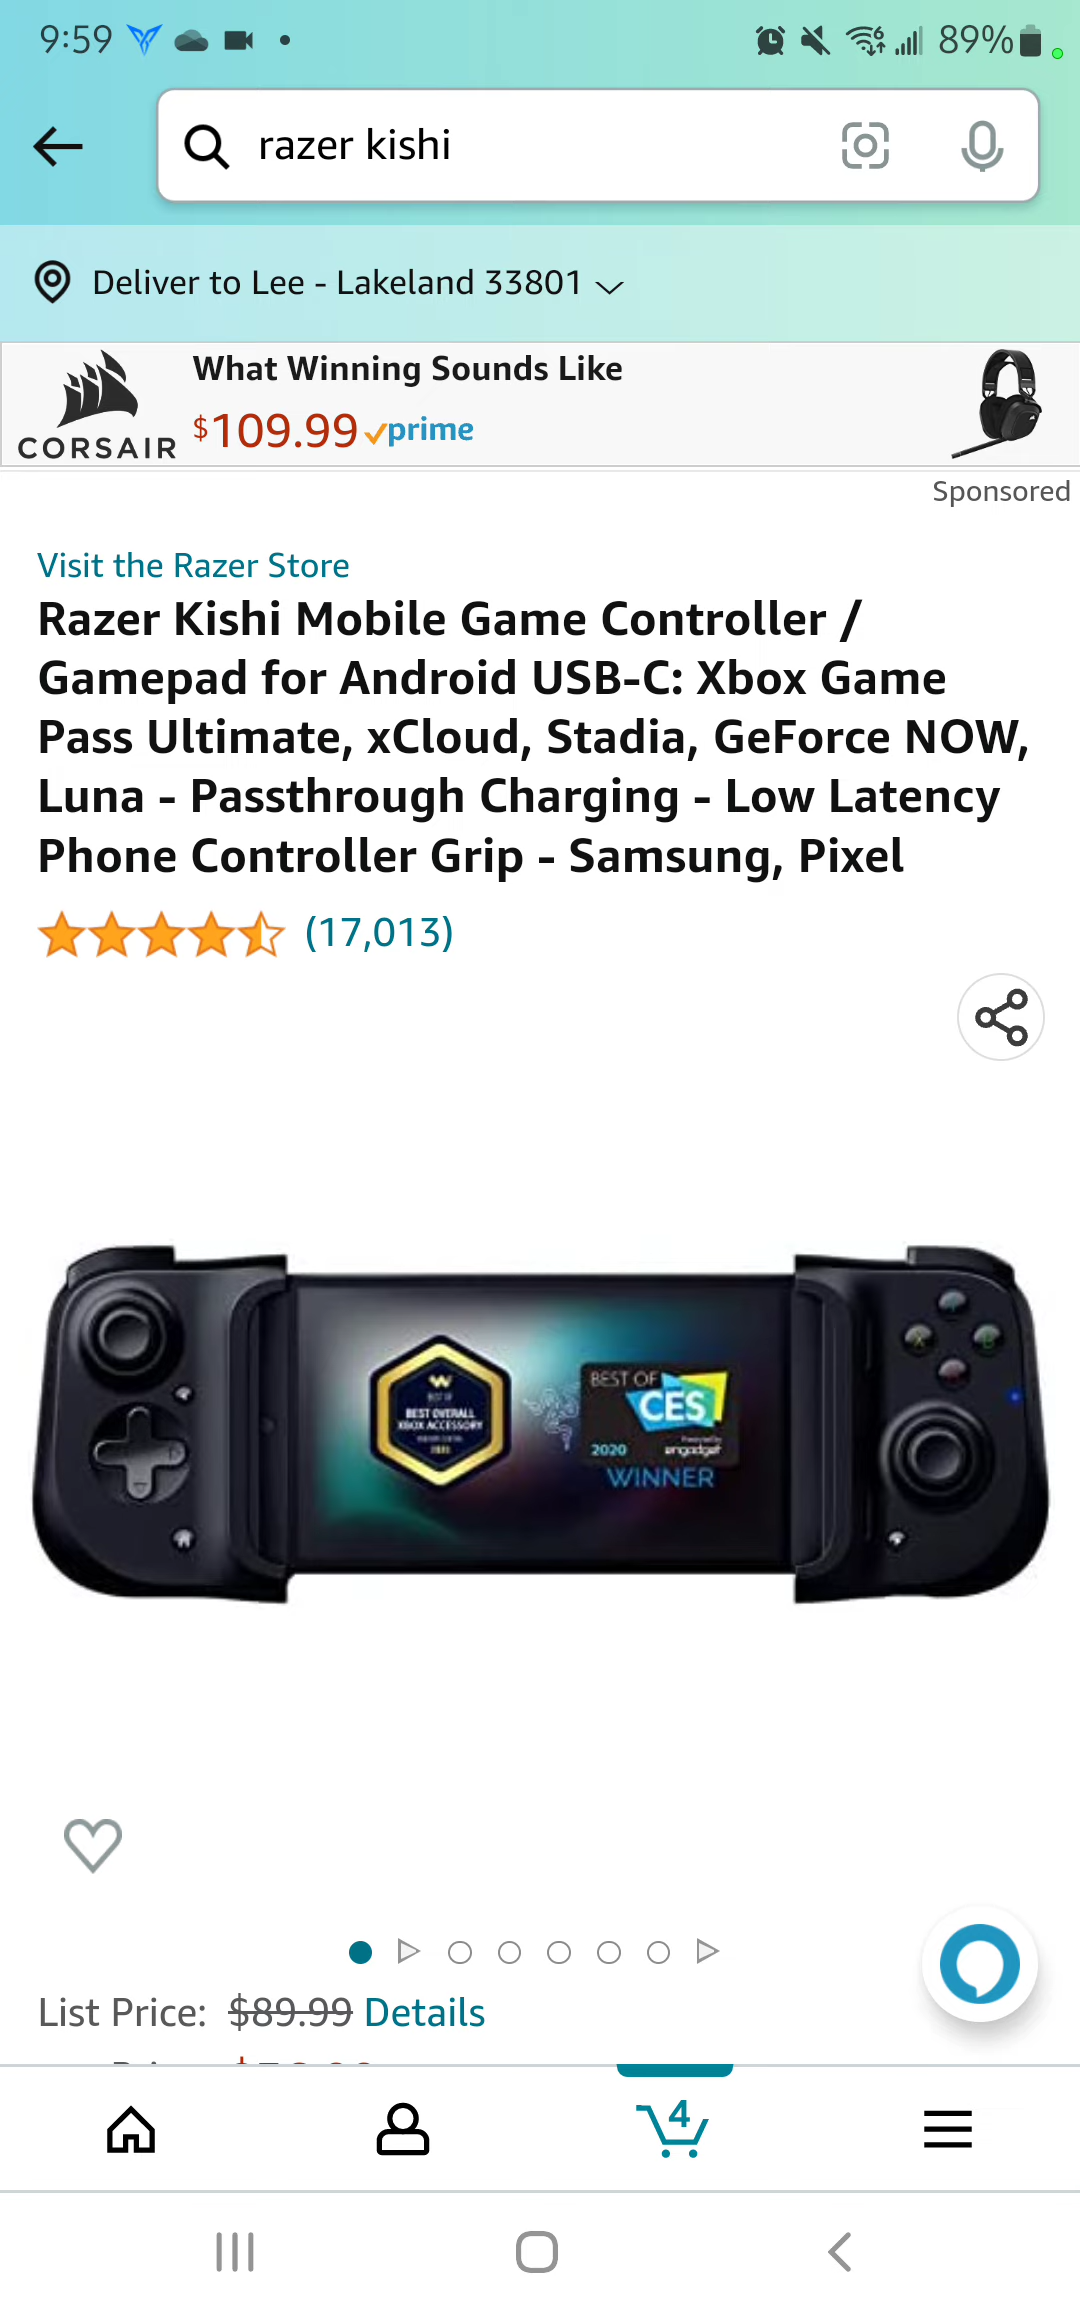 9:59
6
89%
razer kishi
Deliver to Lee - Lakeland 33801
CORSAIR
What Winning Sounds Like
$109.99 prime
Sponsored
Visit the Razer Store
Razer Kishi Mobile Game Controller /
Gamepad for Android USB-C: Xbox Game
Pass Ultimate, xCloud, Stadia, GeForce NOW,
Luna - Passthrough Charging - Low Latency
Phone Controller Grip - Samsung, Pixel
(17,013)
BEST OVERALL
XBOX ACCESSORY
BEST OF
CES
2020 engadget
WINNER
Y
X B
A
List Price: $89.99 Details
4